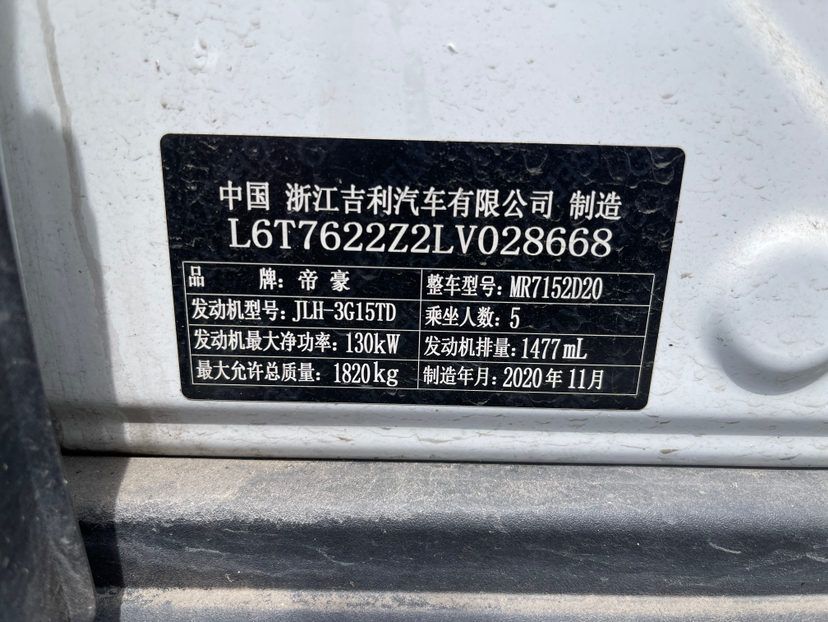 中国 浙江吉利汽车有限公司 制造
L6T7622Z2LV028668
品 牌: 帝豪 整车型号: MR7152D20
发动机型号: JLH-3G15TD 乘坐人数: 5
发动机最大净功率: 130kW 发动机排量: 1477mL
最大允许总质量: 1820kg 制造年月: 2020年11月